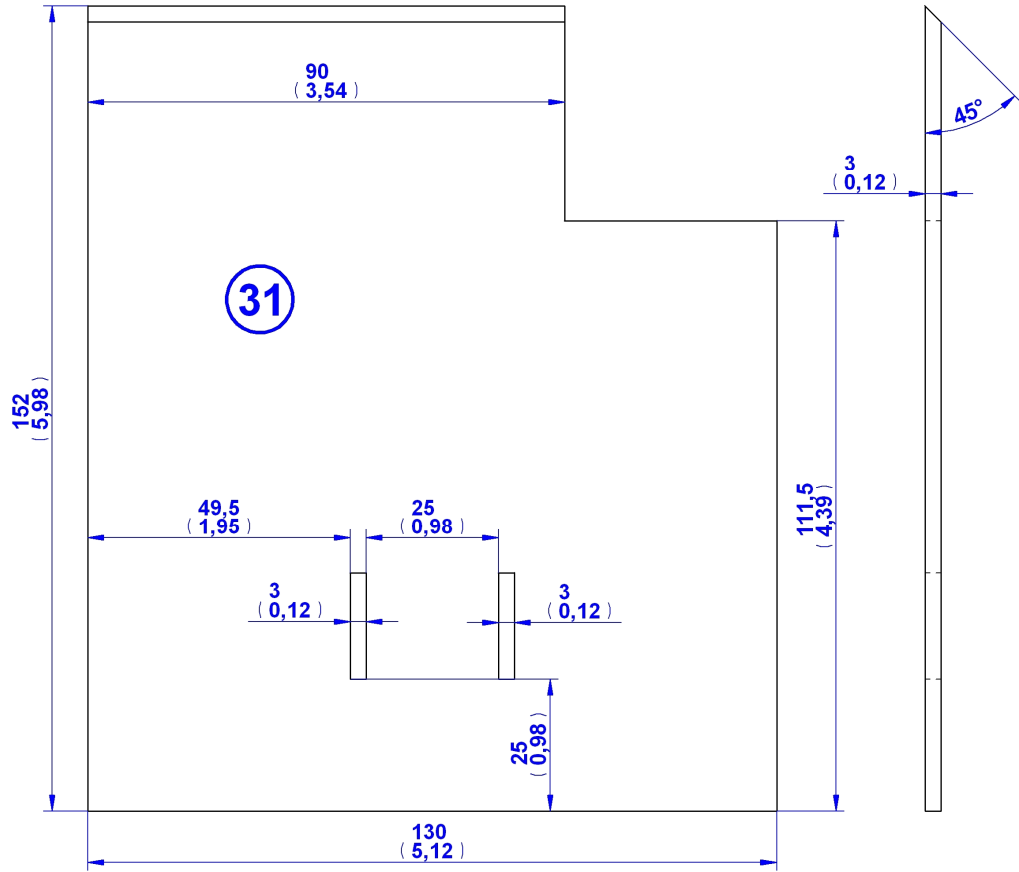 90
( 3,54 )
45°
3
( 0,12 )
31
152
( 5,98 )
49,5
( 1,95 )
25
( 0,98 )
111,5
( 4,39 )
3
( 0,12 )
3
( 0,12 )
25
( 0,98 )
130
( 5,12 )